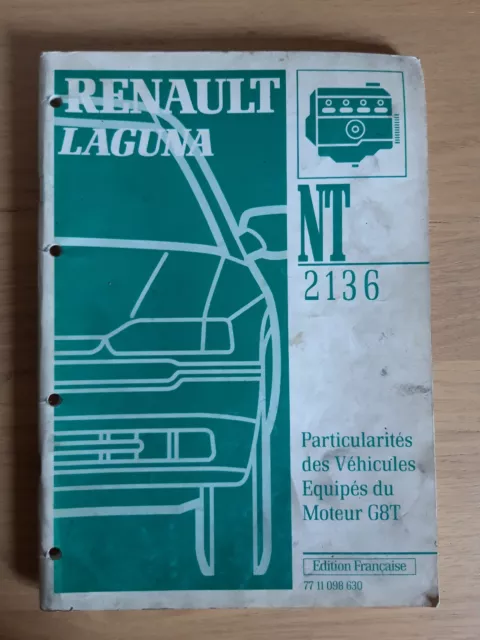 RENAULT
LAGUNA
NT
2136
Particularités
des Véhicules
Equipés du
Moteur G8T
Edition Française
77 11 098 630